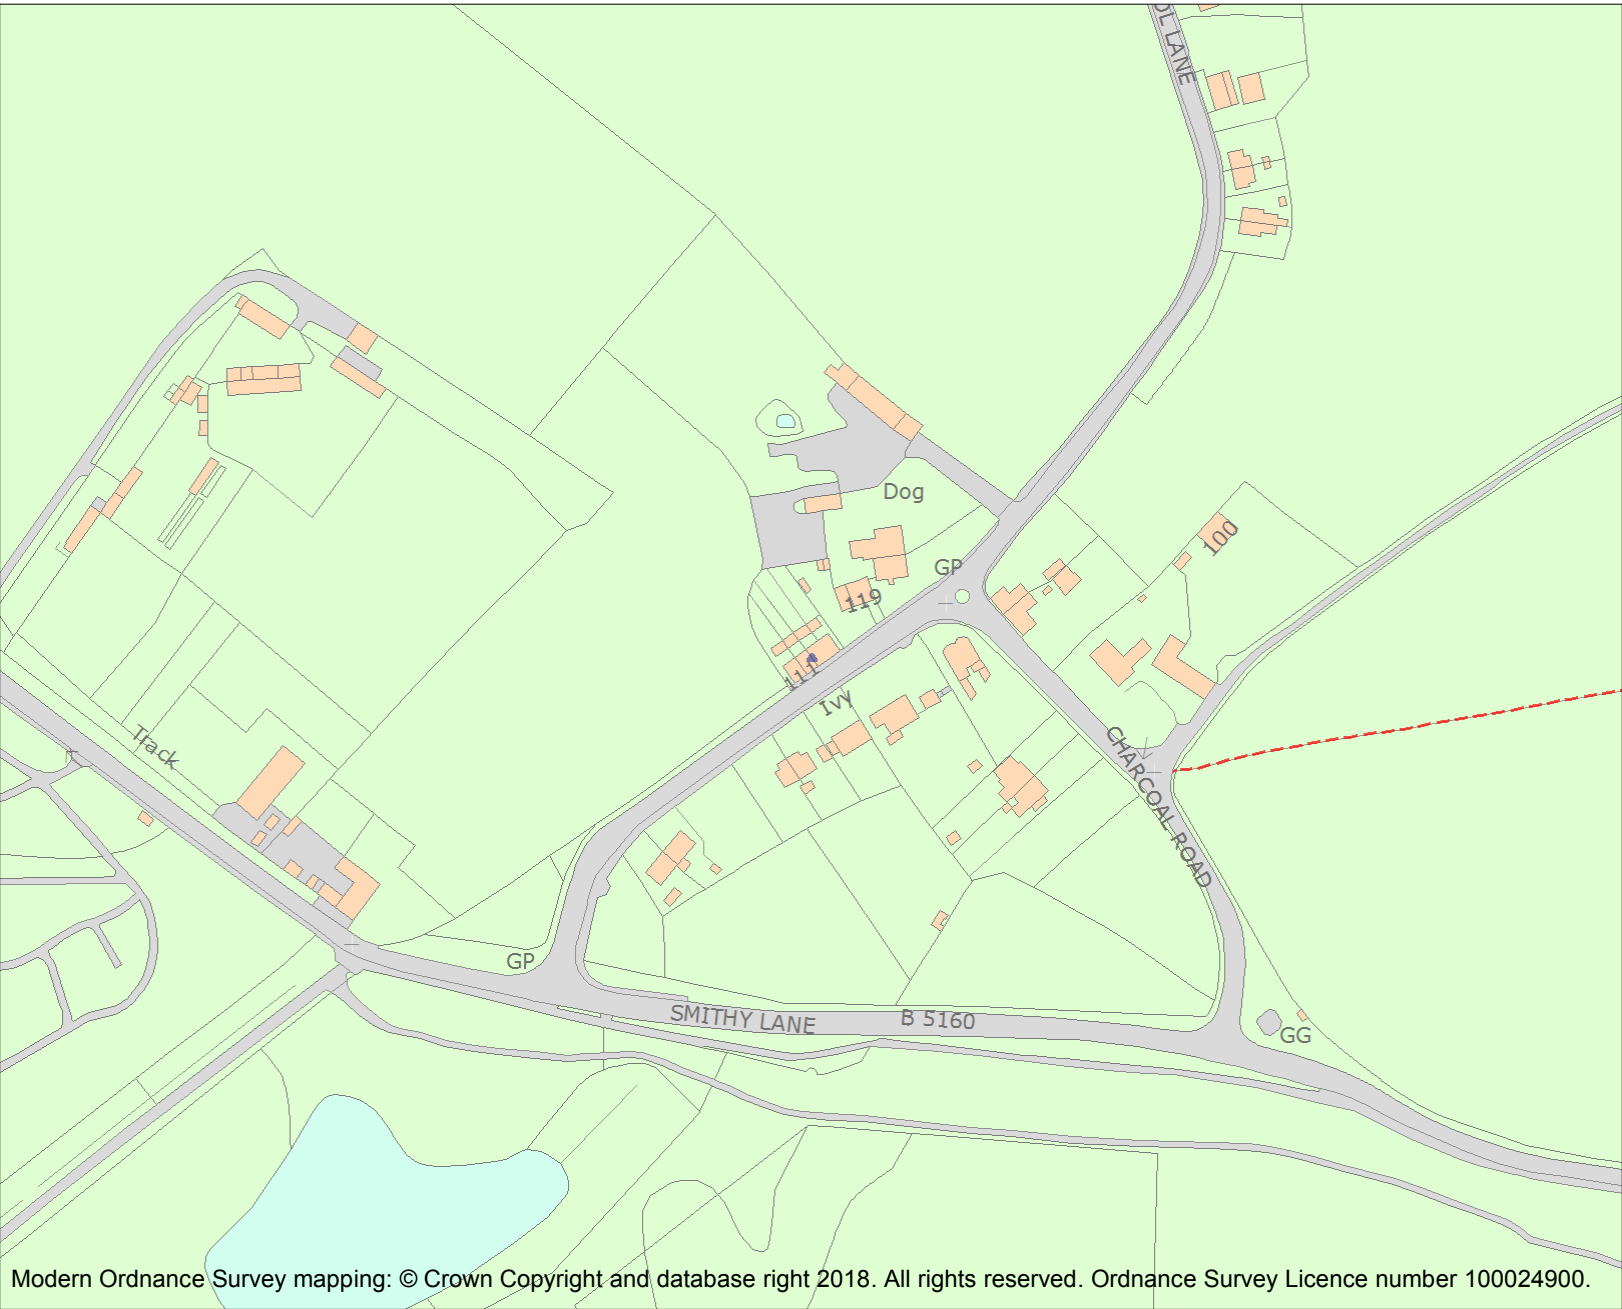 OL LANE
Dog
100
GP
119
111
Ivy
Track
CHARCOAL ROAD
GP
SMITHY LANE
B 5160
GG
Modern Ordnance Survey mapping: © Crown Copyright and database right 2018. All rights reserved. Ordnance Survey Licence number 100024900.